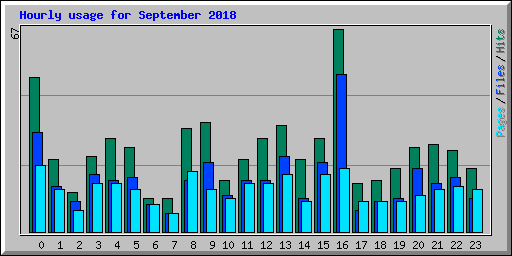 Hourly usage for September 2018
67
Pages / Files / Hits
0 1 2 3 4 5 6 7 8 9 10 11 12 13 14 15 16 17 18 19 20 21 22 23